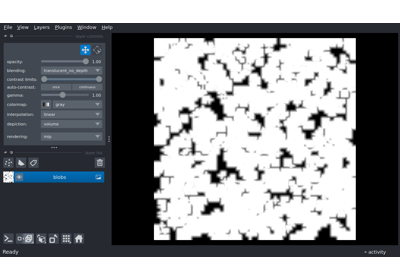 File View Layers Plugins Window Help
opacity: 1.00
blending: translucent_no_depth
contrast limits:
auto-contrast: once continuous
gamma: 1.00
colormap: gray
interpolation: linear
depiction: volume
rendering: mip
blobs
Ready
activity